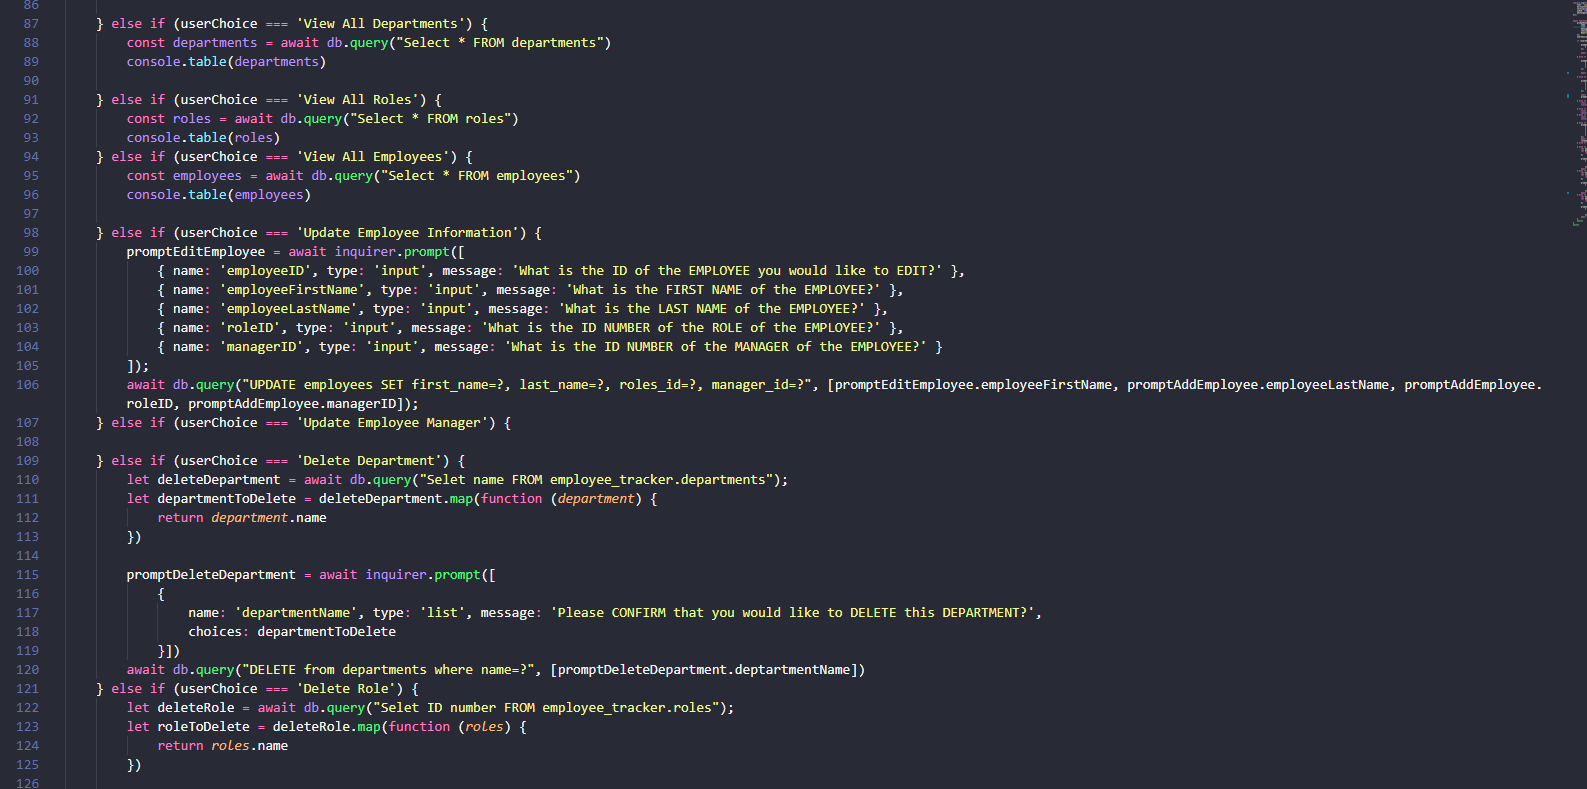 86
87 } else if (userChoice === 'View All Departments') {
88 const departments = await db.query("Select * FROM departments")
89 console.table(departments)
90
91 } else if (userChoice === 'View All Roles') {
92 const roles = await db.query("Select * FROM roles")
93 console.table(roles)
94 } else if (userChoice === 'View All Employees') {
95 const employees = await db.query("Select * FROM employees")
96 console.table(employees)
97
98 } else if (userChoice === 'Update Employee Information') {
99 promptEditEmployee = await inquirer.prompt([
100 { name: 'employeeID', type: 'input', message: 'What is the ID of the EMPLOYEE you would like to EDIT?' },
101 { name: 'employeeFirstName', type: 'input', message: 'What is the FIRST NAME of the EMPLOYEE?' },
102 { name: 'employeeLastName', type: 'input', message: 'What is the LAST NAME of the EMPLOYEE?' },
103 { name: 'roleID', type: 'input', message: 'What is the ID NUMBER of the ROLE of the EMPLOYEE?' },
104 { name: 'managerID', type: 'input', message: 'What is the ID NUMBER of the MANAGER of the EMPLOYEE?' }
105 ]);
106 await db.query("UPDATE employees SET first_name=?, last_name=?, roles_id=?, manager_id=?", [promptEditEmployee.employeeFirstName, promptAddEmployee.employeeLastName, promptAddEmployee.
roleID, promptAddEmployee.managerID]);
107 } else if (userChoice === 'Update Employee Manager') {
108
109 } else if (userChoice === 'Delete Department') {
110 let deleteDepartment = await db.query("Selet name FROM employee_tracker.departments");
111 let departmentToDelete = deleteDepartment.map(function (department) {
112 return department.name
113 })
114
115 promptDeleteDepartment = await inquirer.prompt([
116 {
117 name: 'departmentName', type: 'list', message: 'Please CONFIRM that you would like to DELETE this DEPARTMENT?',
118 choices: departmentToDelete
119 }])
120 await db.query("DELETE from departments where name=?", [promptDeleteDepartment.deptartmentName])
121 } else if (userChoice === 'Delete Role') {
122 let deleteRole = await db.query("Selet ID number FROM employee_tracker.roles");
123 let roleToDelete = deleteRole.map(function (roles) {
124 return roles.name
125 })
126